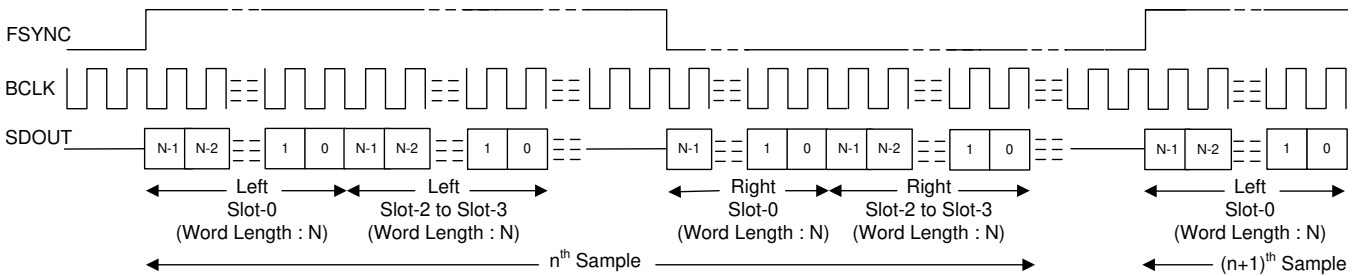 FSYNC
BCLK
SDOUT
N-1 N-2 1 0 N-1 N-2 1 0 N-1 1 0 N-1 N-2 1 0 N-1 N-2 1 0
Left Left Right Right Left
Slot-0 Slot-2 to Slot-3 Slot-0 Slot-2 to Slot-3 Slot-0
(Word Length : N) (Word Length : N) (Word Length : N) (Word Length : N) (Word Length : N)
nth Sample (n+1)th Sample